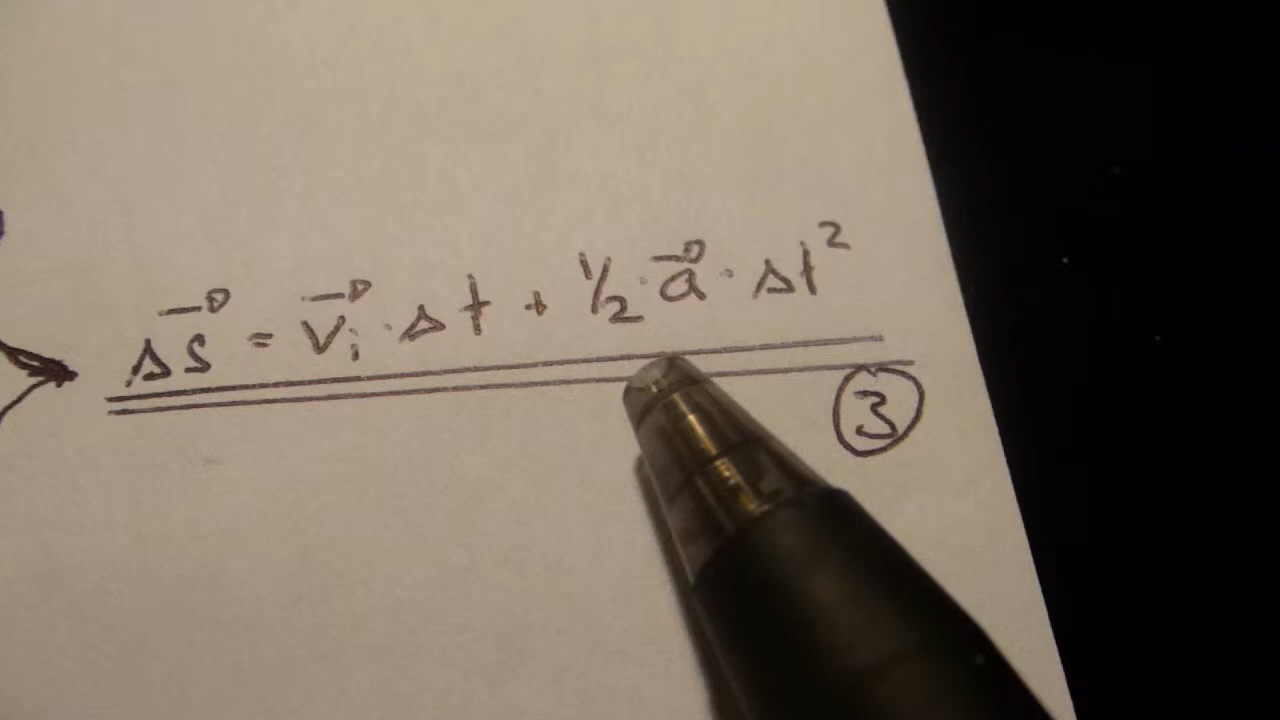 Δs⃗ = v⃗ᵢ · Δt + 1/2 · a⃗ · Δt²
3